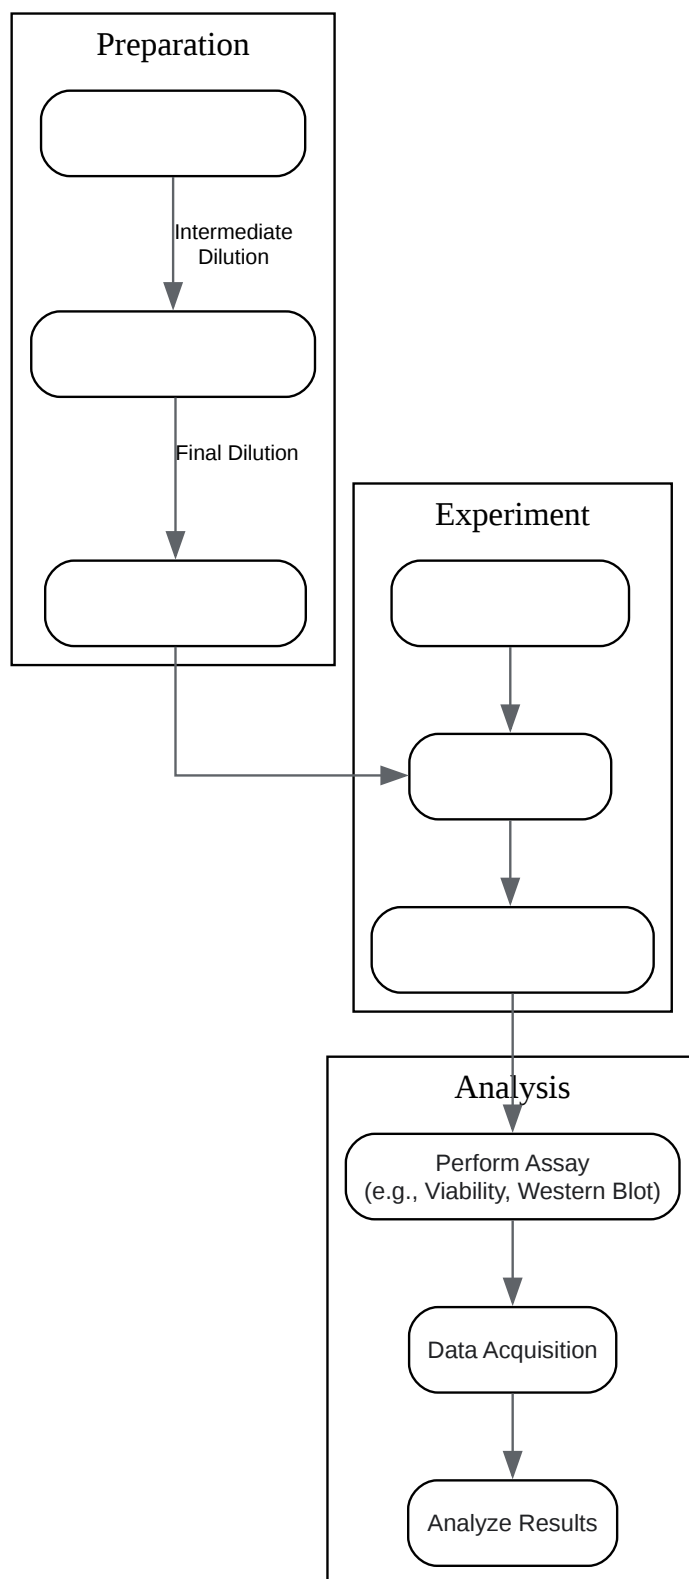 Preparation
Intermediate
Dilution
Final Dilution
Experiment
Analysis
Perform Assay
(e.g., Viability, Western Blot)
Data Acquisition
Analyze Results